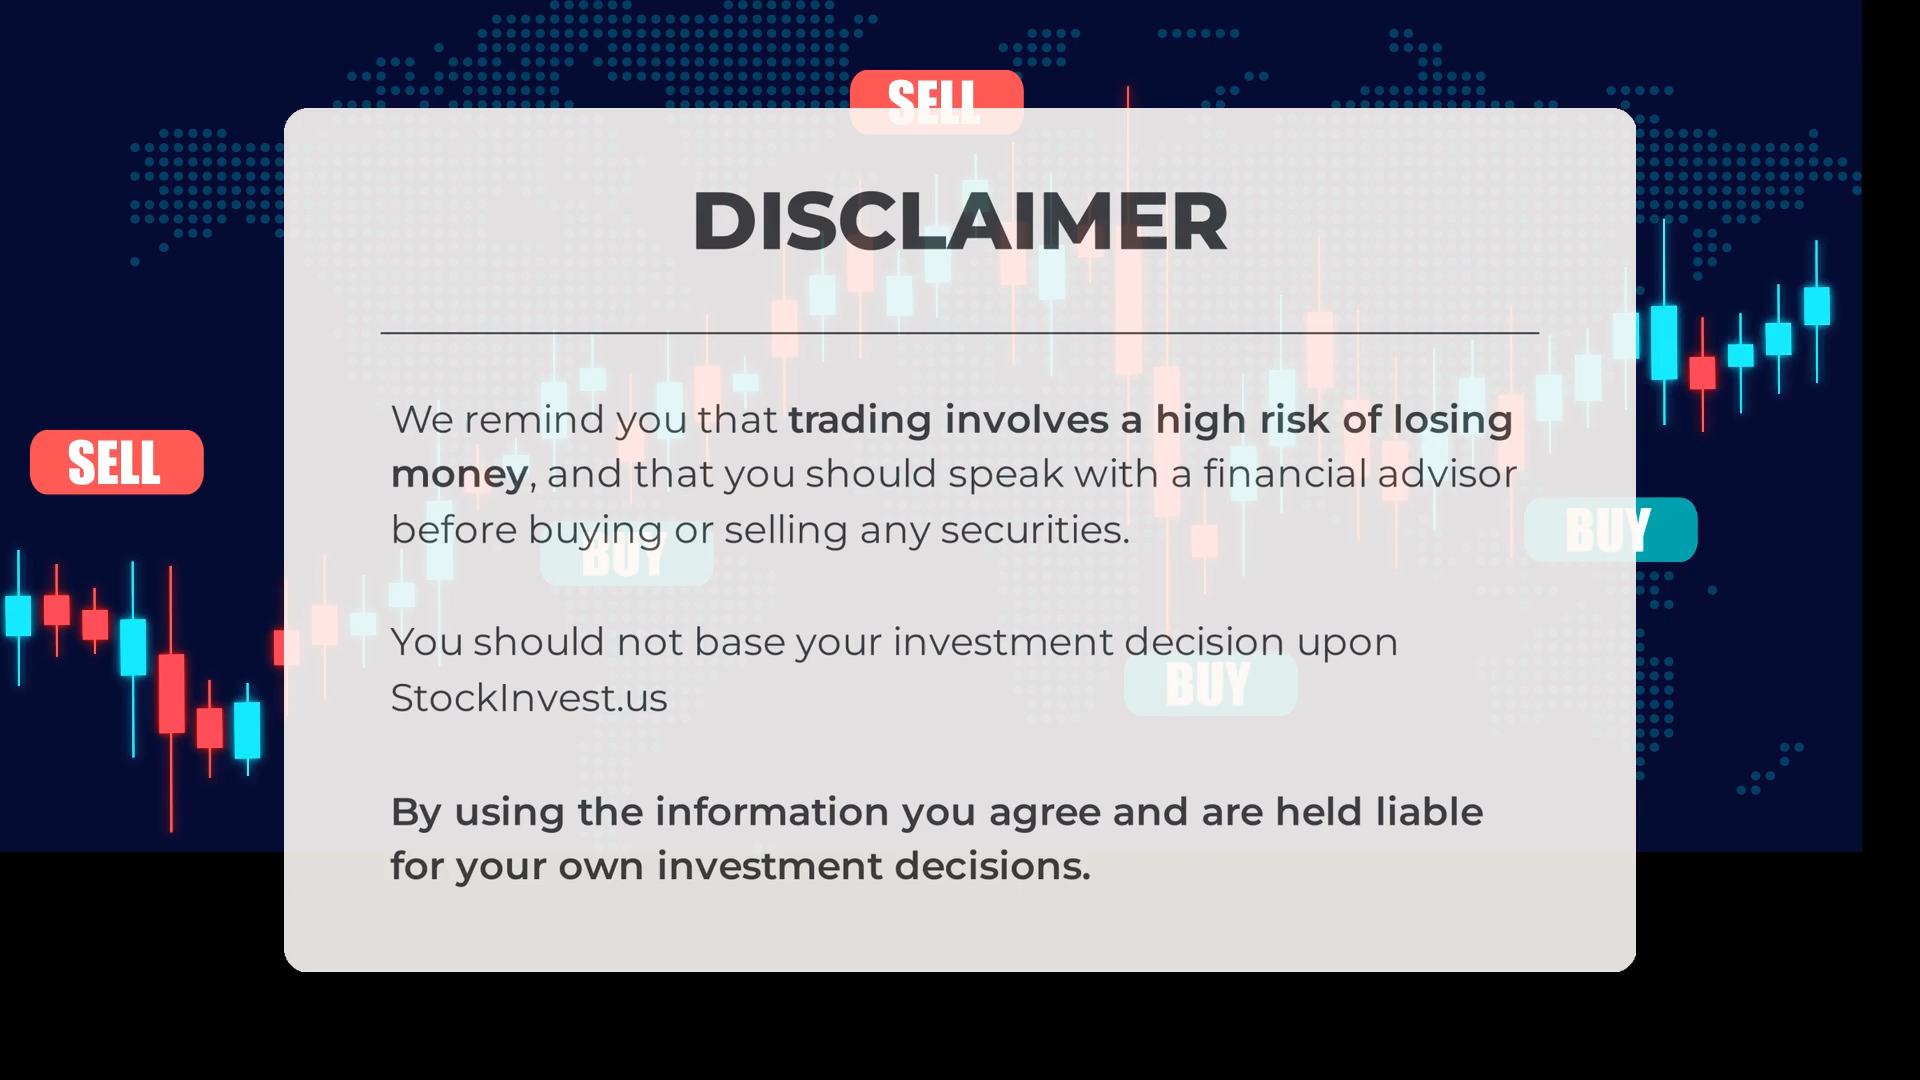 SELL
DISCLAIMER
We remind you that trading involves a high risk of losing
money, and that you should speak with a financial advisor
before buying or selling any securities.
SELL
BUY
BUY
You should not base your investment decision upon
StockInvest.us
BUY
By using the information you agree and are held liable
for your own investment decisions.